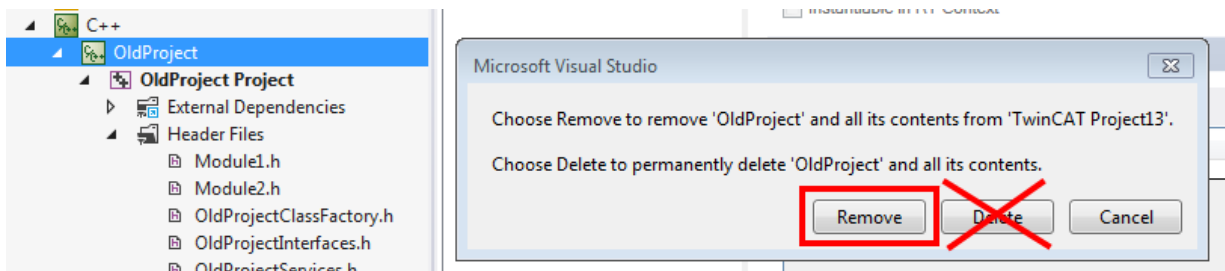 C++
OldProject
OldProject Project
External Dependencies
Header Files
Module1.h
Module2.h
OldProjectClassFactory.h
OldProjectInterfaces.h
OldProjectServices.h
Microsoft Visual Studio
Choose Remove to remove 'OldProject' and all its contents from 'TwinCAT Project13'.
Choose Delete to permanently delete 'OldProject' and all its contents.
Remove
Delete
Cancel